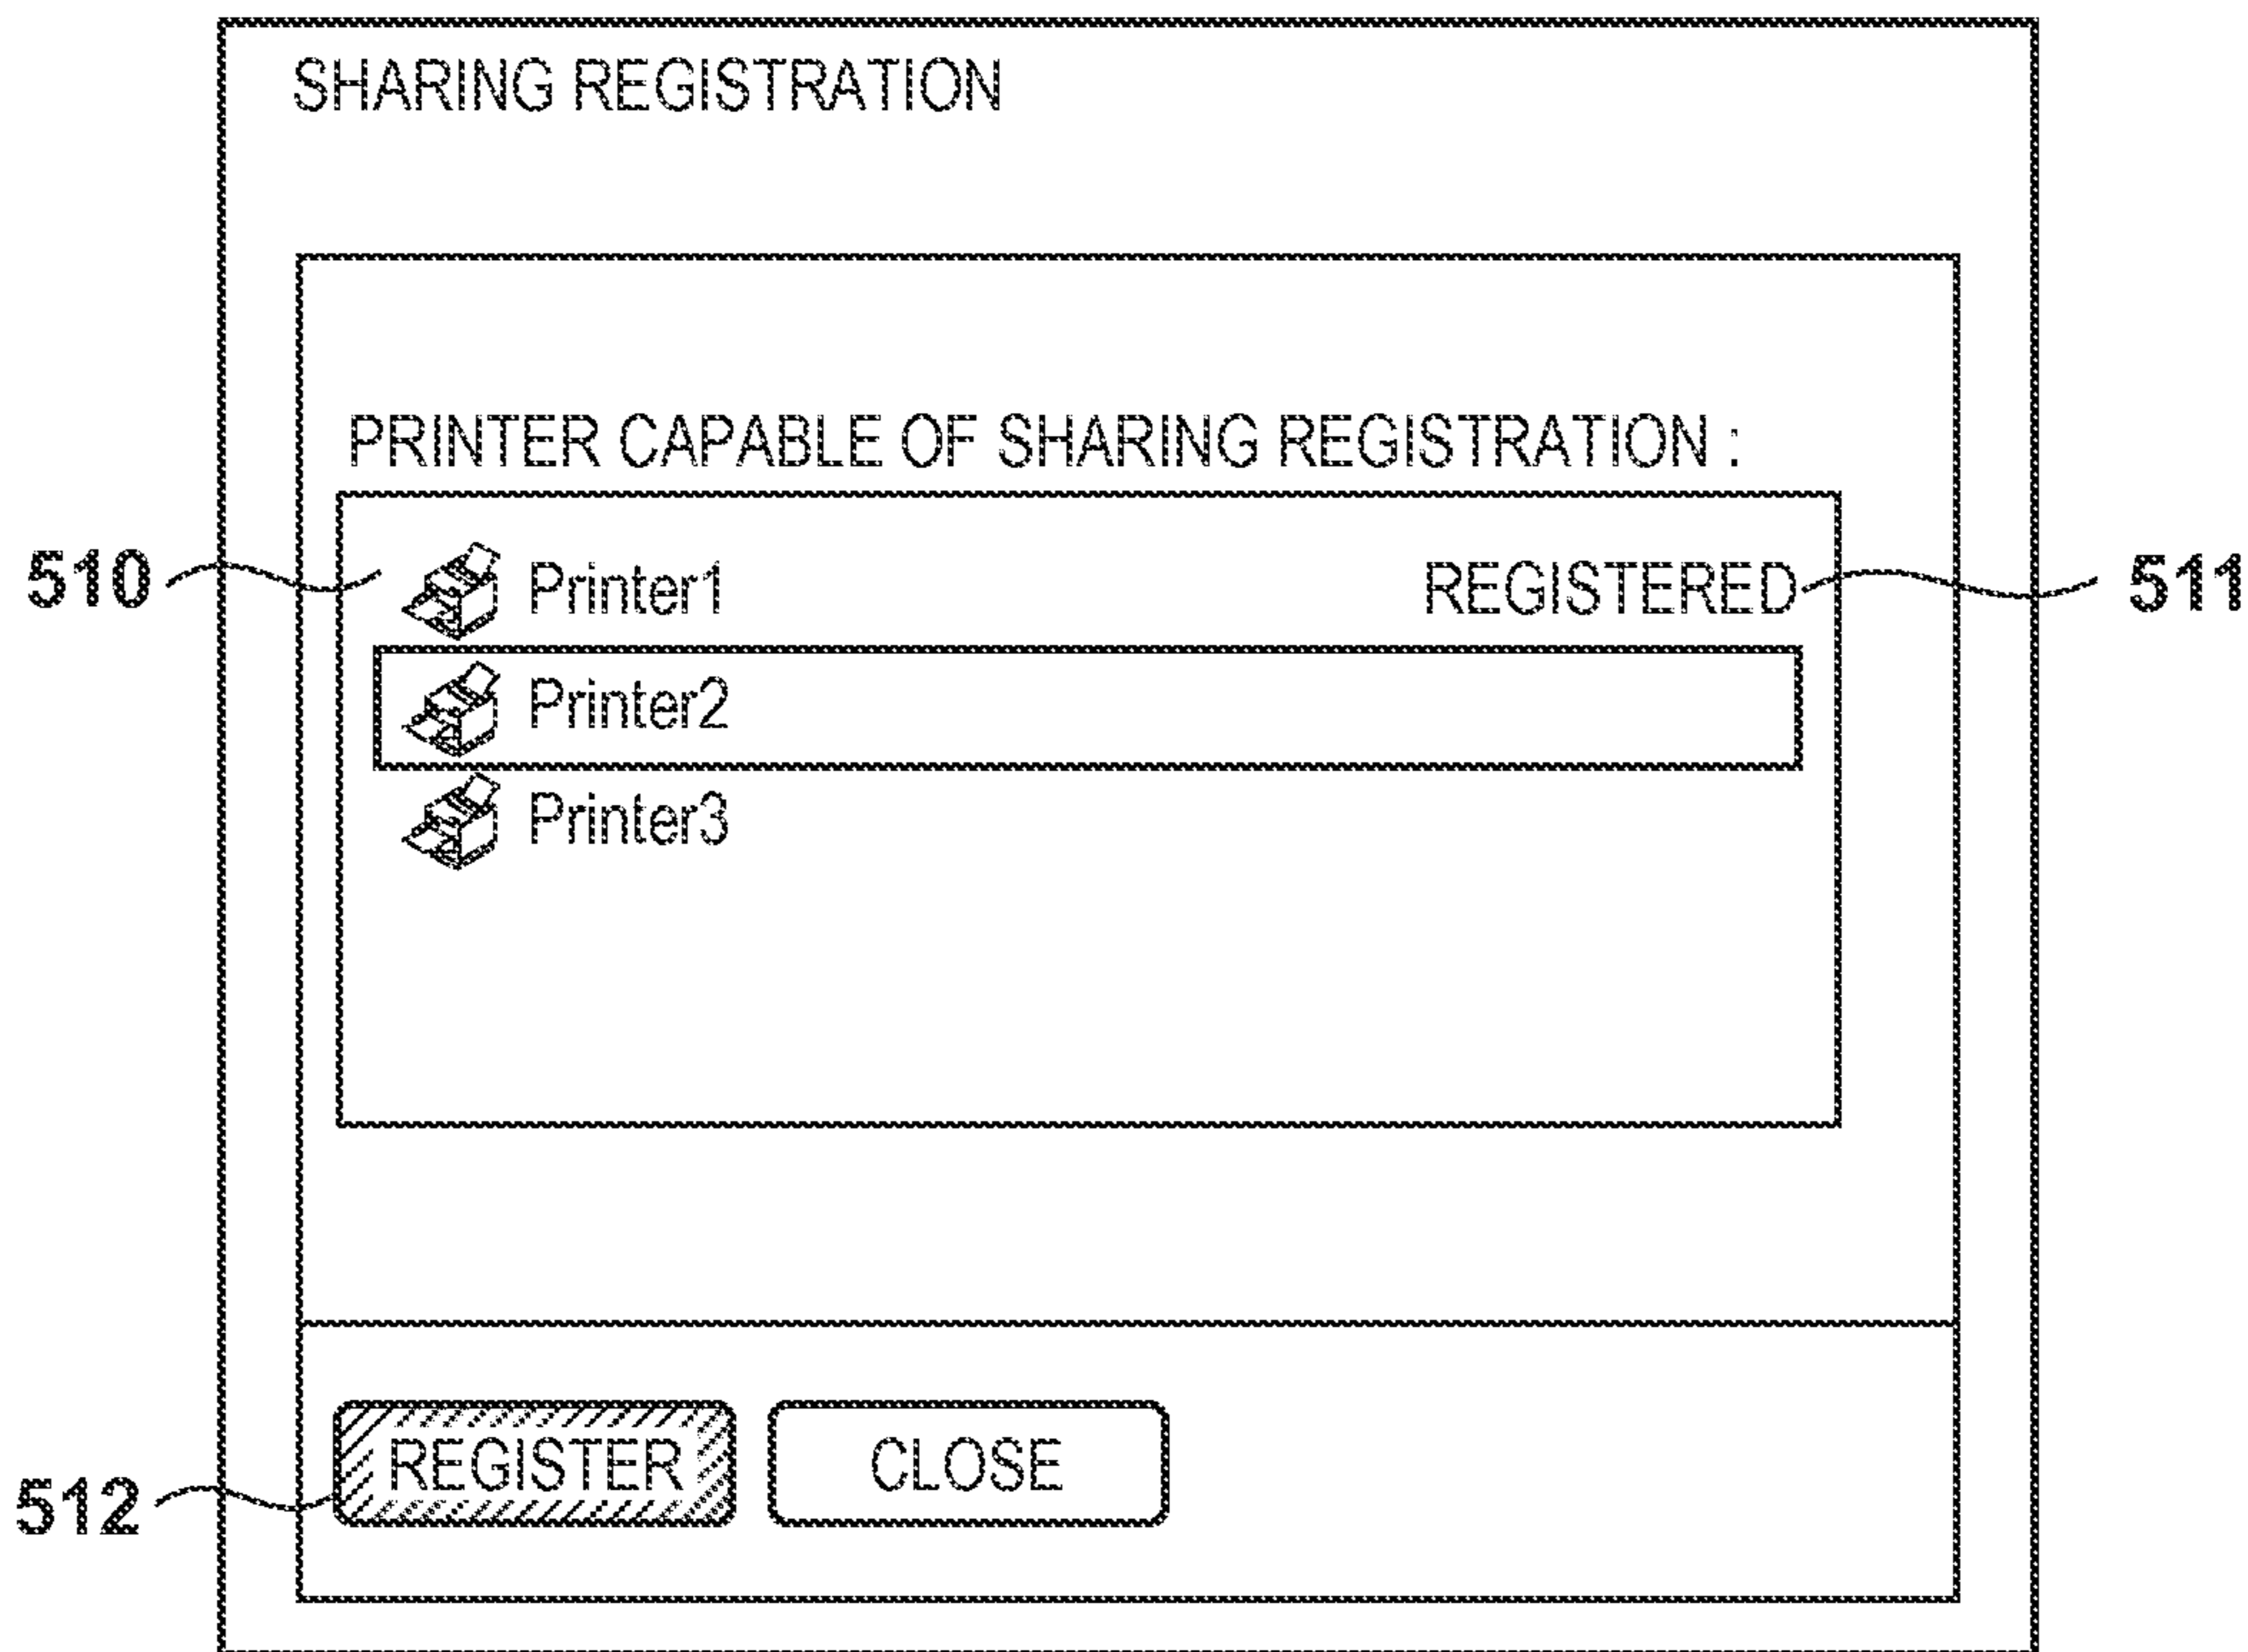 SHARING REGISTRATION
PRINTER CAPABLE OF SHARING REGISTRATION :
510 Printer1 REGISTERED 511
Printer2
Printer3
REGISTER CLOSE
512